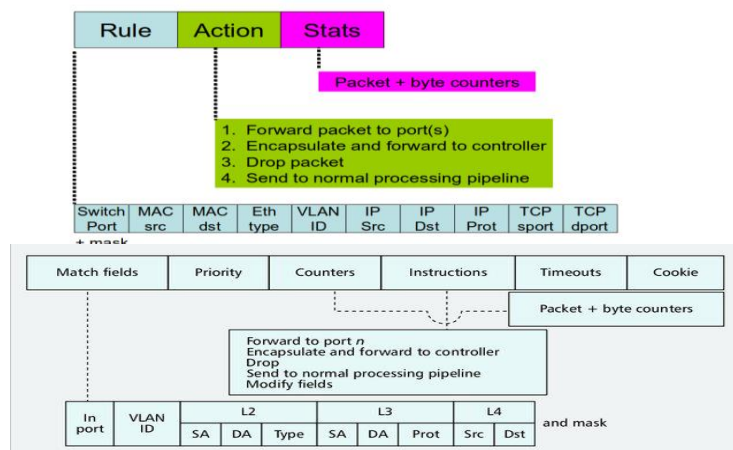 Rule Action Stats
Packet + byte counters
1. Forward packet to port(s)
2. Encapsulate and forward to controller
3. Drop packet
4. Send to normal processing pipeline
Switch Port MAC src MAC dst Eth type VLAN ID IP Src IP Dst IP Prot TCP sport TCP dport
+ mask
Match fields Priority Counters Instructions Timeouts Cookie
Packet + byte counters
Forward to port n
Encapsulate and forward to controller
Drop
Send to normal processing pipeline
Modify fields
In port VLAN ID L2 L3 L4
SA DA Type SA DA Prot Src Dst
and mask